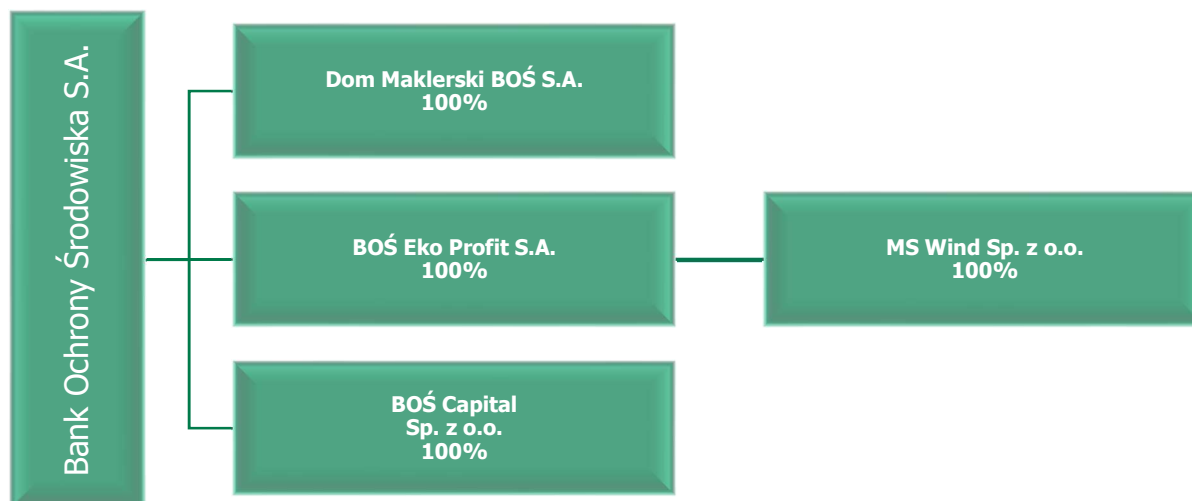 Bank Ochrony Środowiska S.A.
Dom Maklerski BOŚ S.A.
100%
BOŚ Eko Profit S.A.
100%
MS Wind Sp. z o.o.
100%
BOŚ Capital
Sp. z o.o.
100%